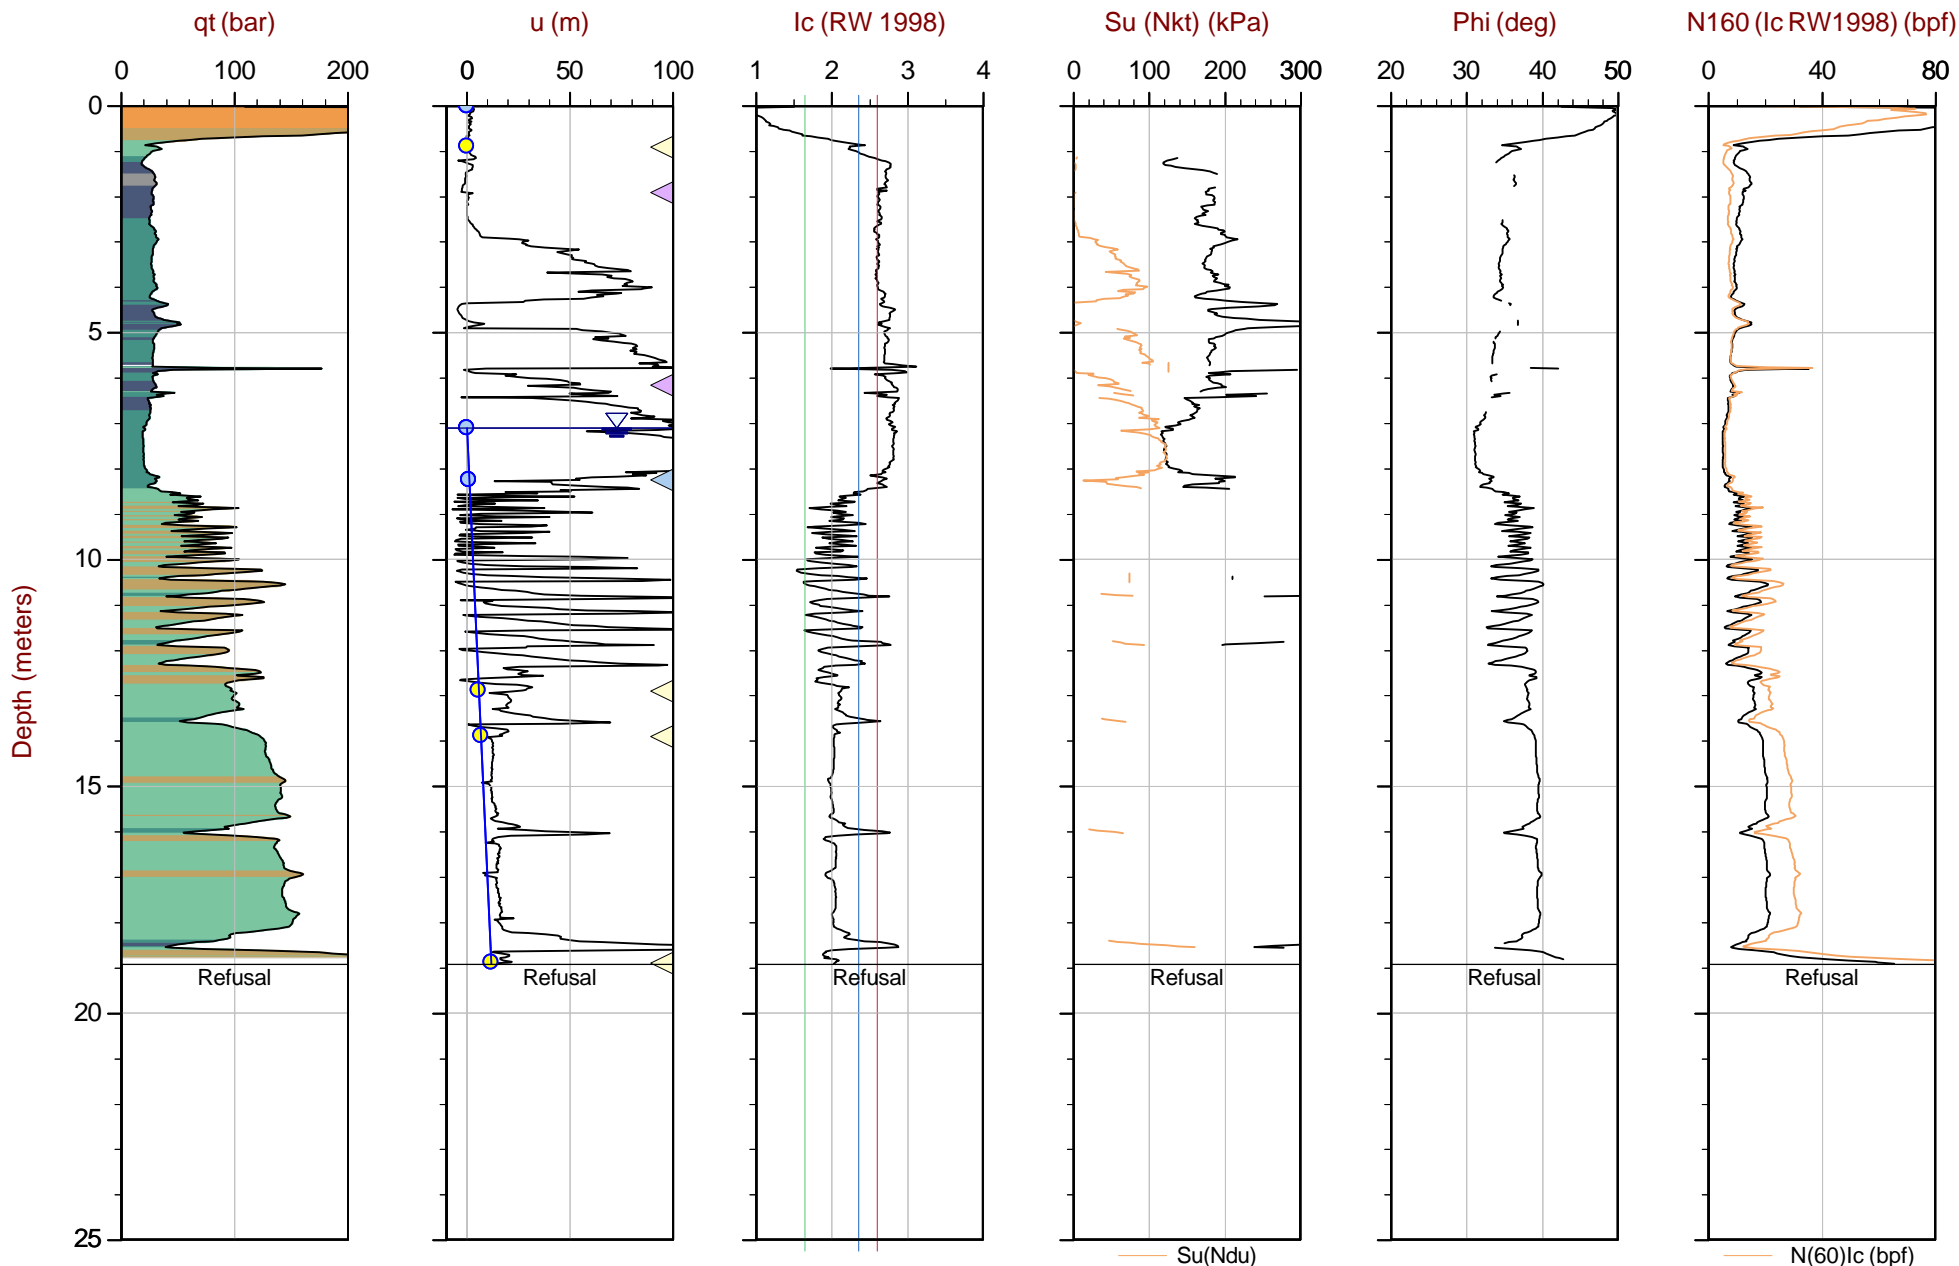 qt (bar) u (m) Ic (RW 1998) Su (Nkt) (kPa) Phi (deg) N160 (Ic RW1998) (bpf)
0 100 200 0 50 100 1 2 3 4 0 100 200 300 20 30 40 50 0 40 80
0
5
10
15
Refusal Refusal Refusal Refusal Refusal Refusal
20
25
Depth (meters)
Su(Ndu) N(60)Ic (bpf)